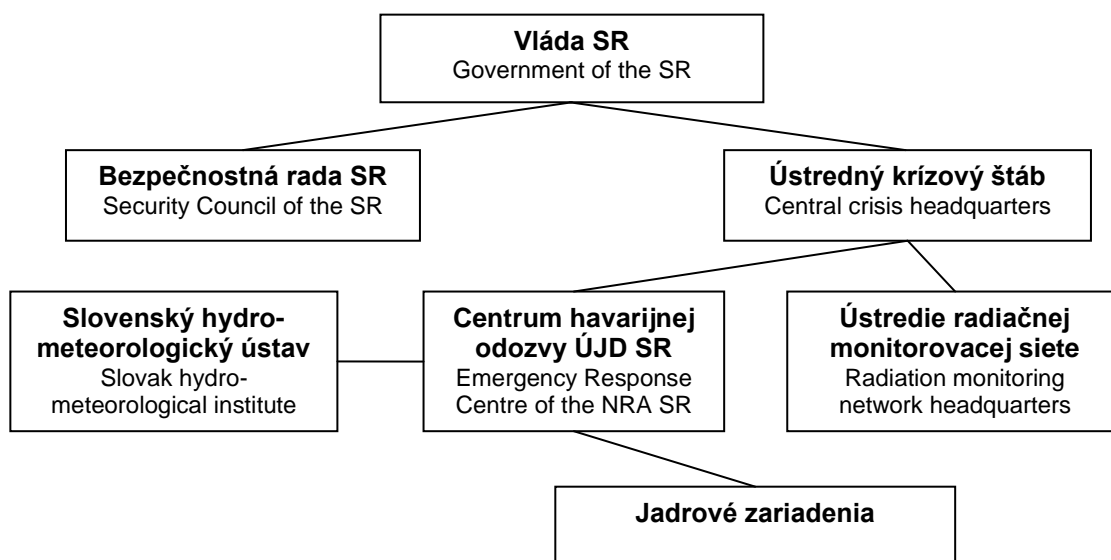 Vláda SR
Government of the SR
Bezpečnostná rada SR
Security Council of the SR
Ústredný krízový štáb
Central crisis headquarters
Slovenský hydro-
meteorologický ústav
Slovak hydro-
meteorological institute
Centrum havarijnej
odozvy ÚJD SR
Emergency Response
Centre of the NRA SR
Ústredie radiačnej
monitorovacej siete
Radiation monitoring
network headquarters
Jadrové zariadenia